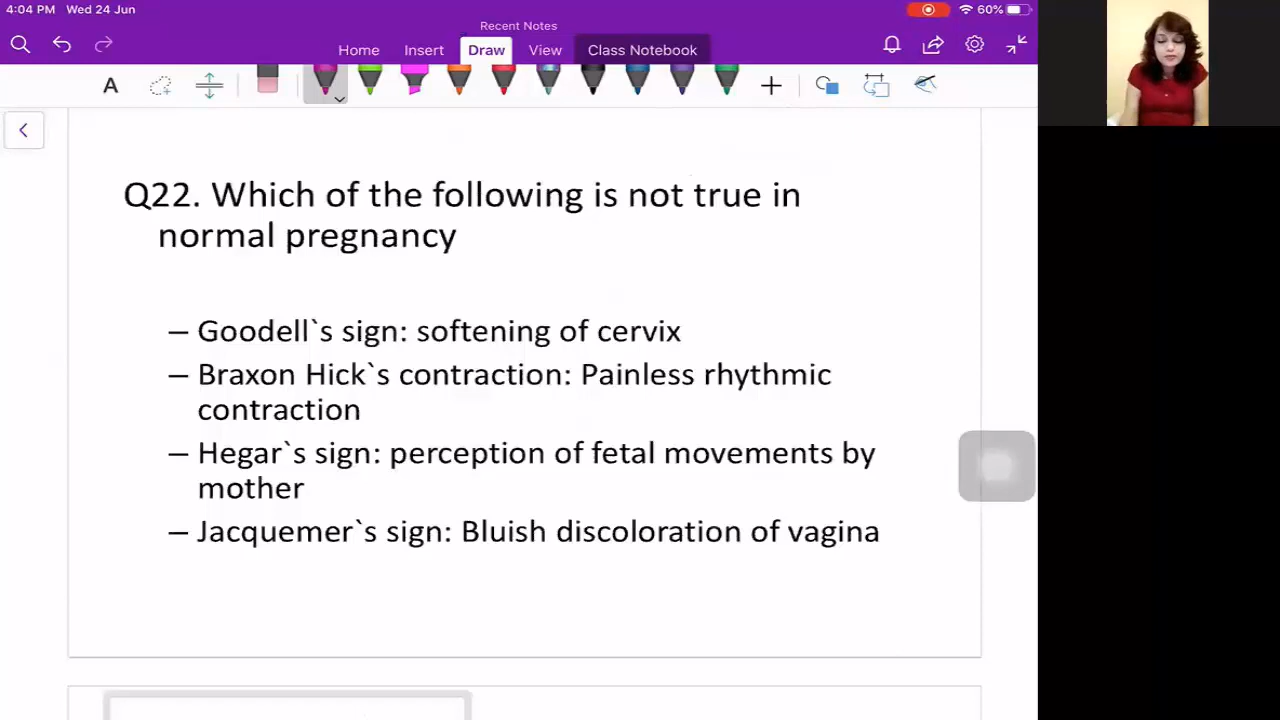 4:04 PM Wed 24 Jun
60%
Recent Notes
Home Insert Draw View Class Notebook
A
Q22. Which of the following is not true in
normal pregnancy
– Goodell`s sign: softening of cervix
– Braxon Hick`s contraction: Painless rhythmic
contraction
– Hegar`s sign: perception of fetal movements by
mother
– Jacquemer`s sign: Bluish discoloration of vagina